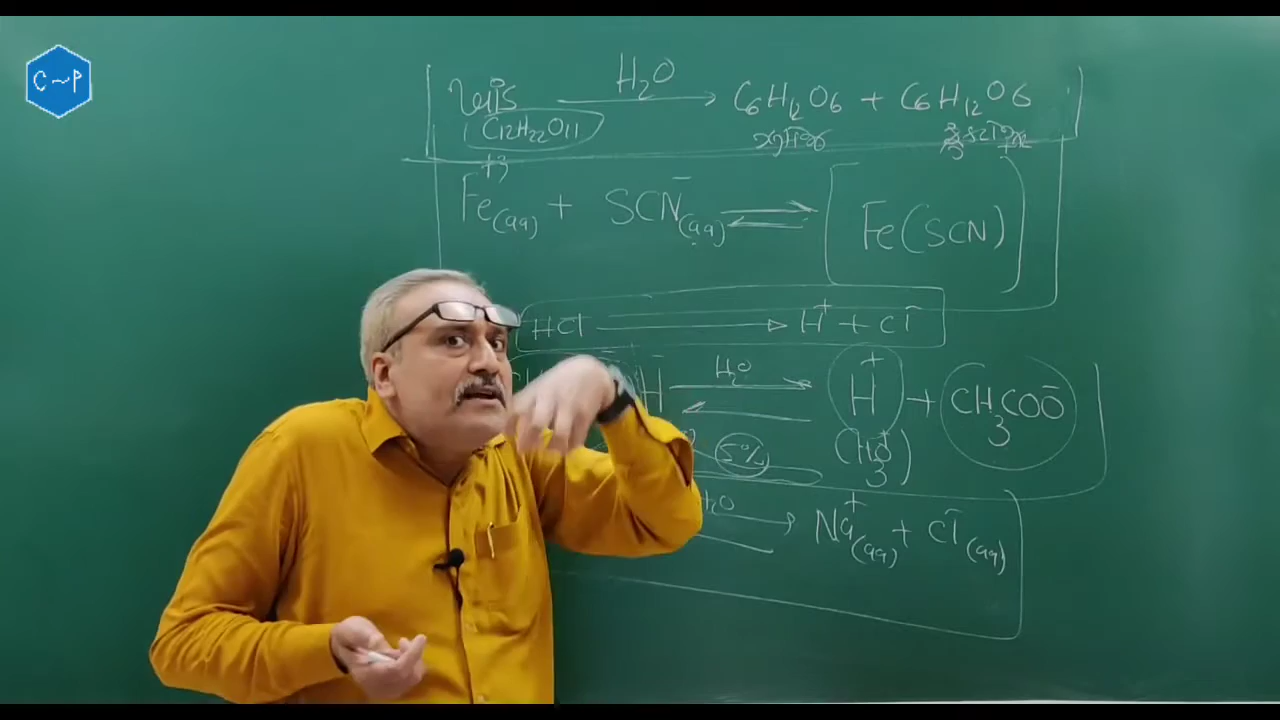 C~P
H₂O
C₁₂H₂₂O₁₁ → C₆H₁₂O₆ + C₆H₁₂O₆
Fe⁺³(aq) + SCN⁻(aq) ⇌ [Fe(SCN)]
HCl → H⁺ + Cl⁻
H ⇌ H⁺ + CH₃COO⁻
H₂O
5%
(H₃O⁺)
H₂O → Na⁺(aq) + Cl⁻(aq)